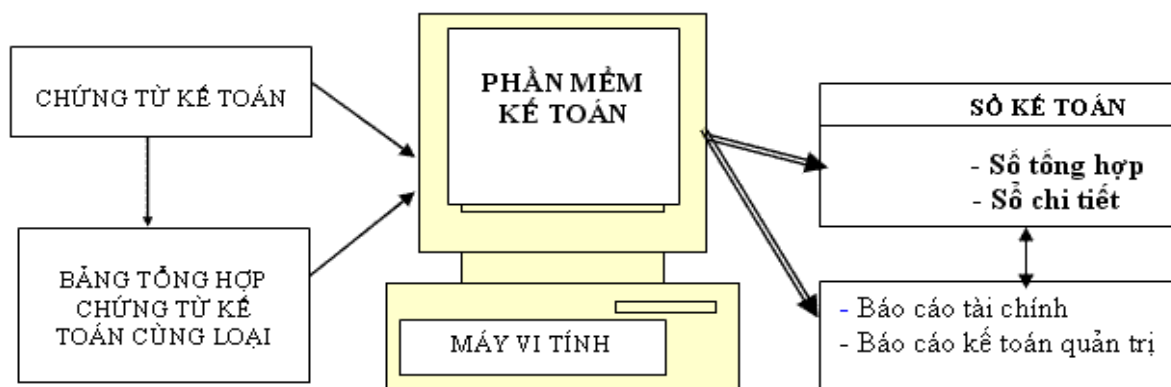 CHỨNG TỪ KẾ TOÁN
BẢNG TỔNG HỢP
CHỨNG TỪ KẾ
TOÁN CÙNG LOẠI
PHẦN MỀM
KẾ TOÁN
MÁY VI TÍNH
SỔ KẾ TOÁN
- Sổ tổng hợp
- Sổ chi tiết
- Báo cáo tài chính
- Báo cáo kế toán quản trị